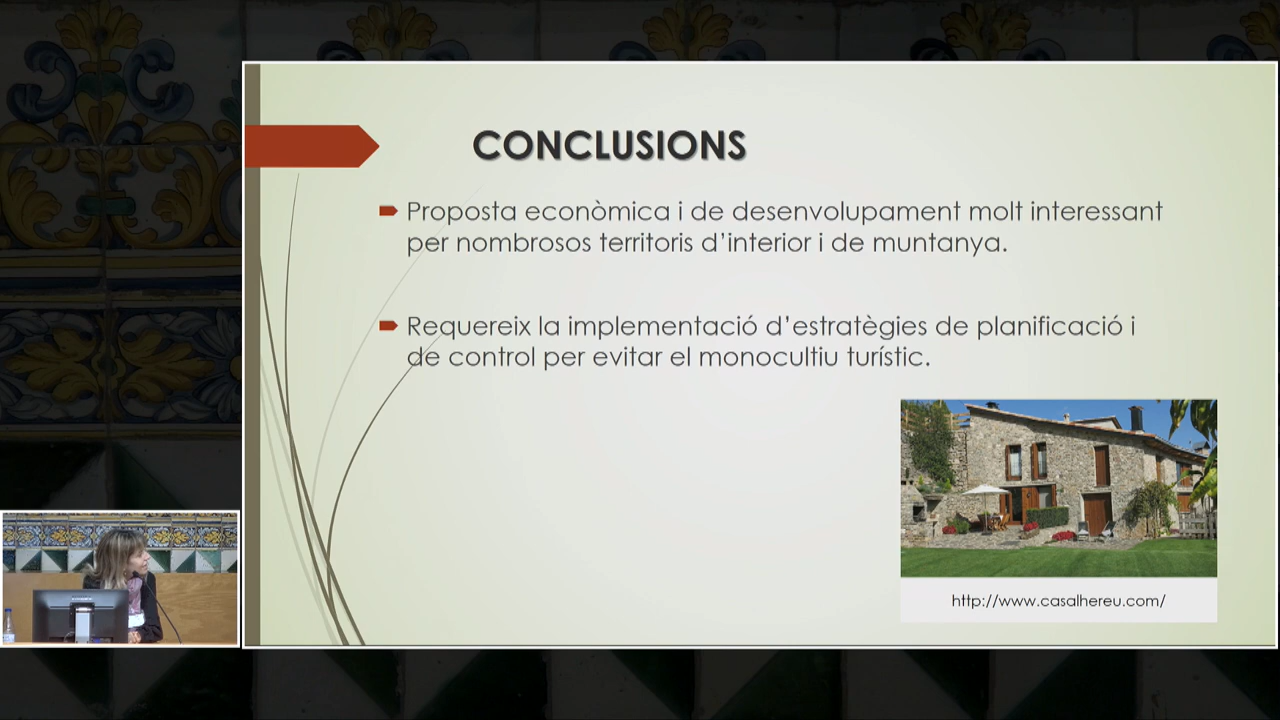 CONCLUSIONS
Proposta econòmica i de desenvolupament molt interessant
per nombrosos territoris d’interior i de muntanya.
Requereix la implementació d’estratègies de planificació i
de control per evitar el monocultiu turístic.
http://www.casalhereu.com/